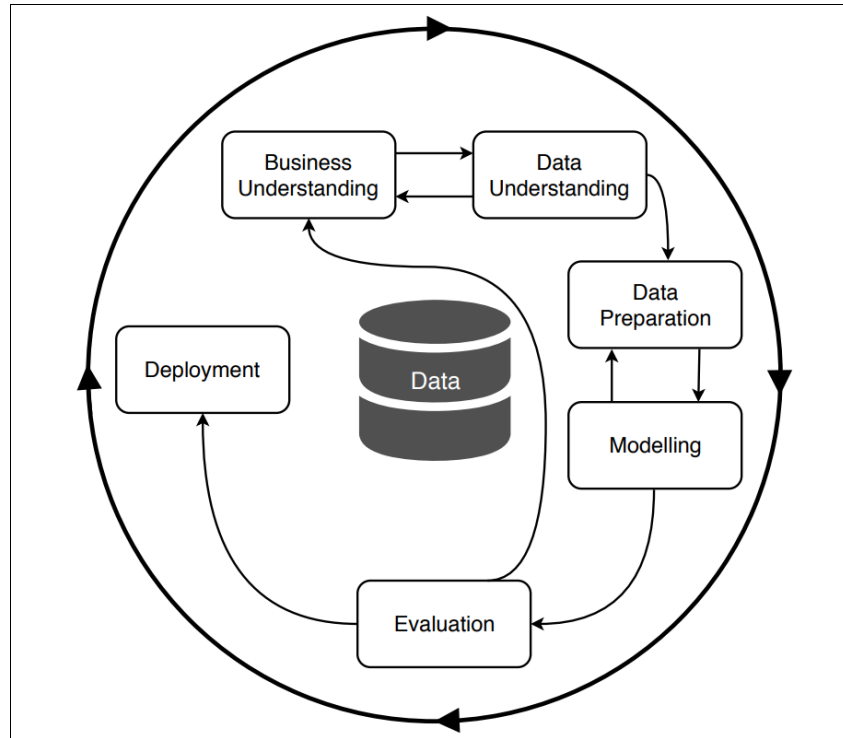 Business
Understanding
Data
Understanding
Data
Preparation
Deployment
Data
Modelling
Evaluation